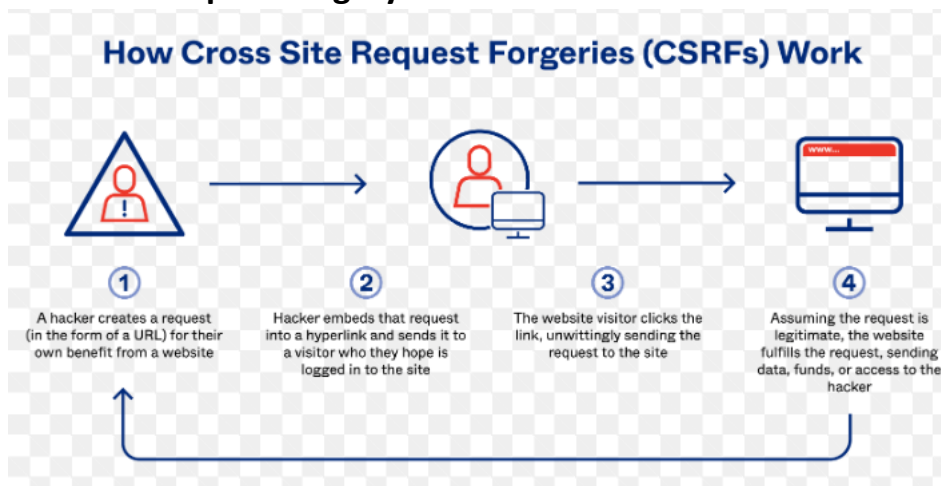 How Cross Site Request Forgeries (CSRFs) Work
www...
1
A hacker creates a request
(in the form of a URL) for their
own benefit from a website
2
Hacker embeds that request
into a hyperlink and sends it to
a visitor who they hope is
logged in to the site
3
The website visitor clicks the
link, unwittingly sending the
request to the site
4
Assuming the request is
legitimate, the website
fulfills the request, sending
data, funds, or access to the
hacker